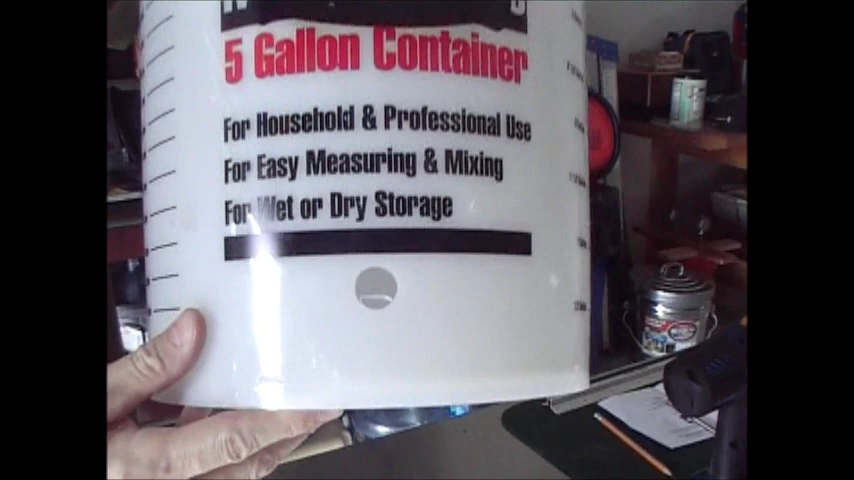 5 Gallon Container
For Household & Professional Use
For Easy Measuring & Mixing
For Wet or Dry Storage